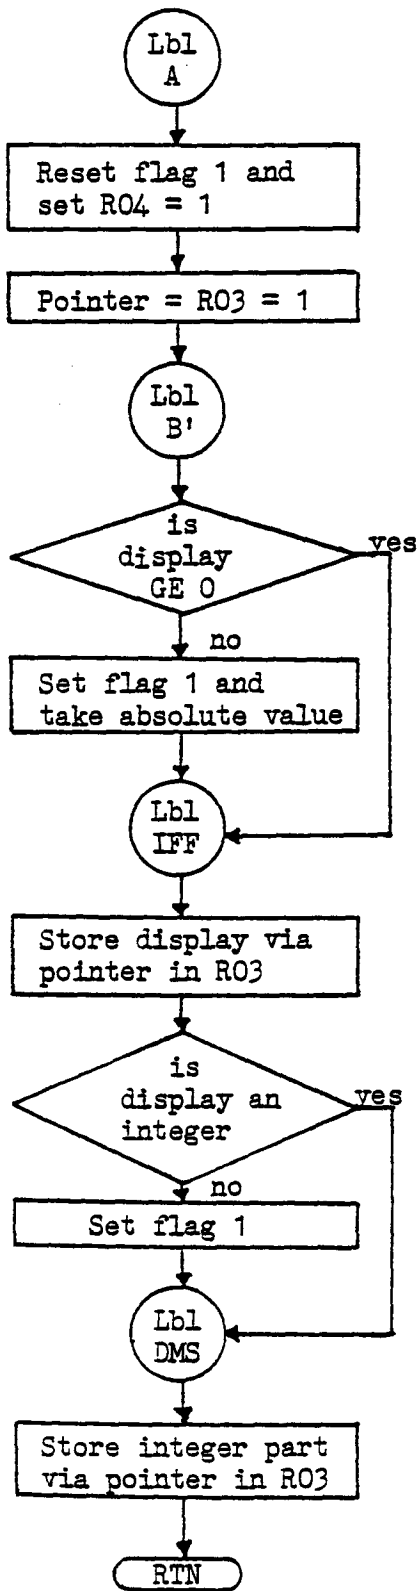 Lbl
A
Reset flag 1 and
set R04 = 1
Pointer = R03 = 1
Lbl
B'
is
display
GE 0
yes
no
Set flag 1 and
take absolute value
Lbl
IFF
Store display via
pointer in R03
is
display an
integer
yes
no
Set flag 1
Lbl
DMS
Store integer part
via pointer in R03
RTN